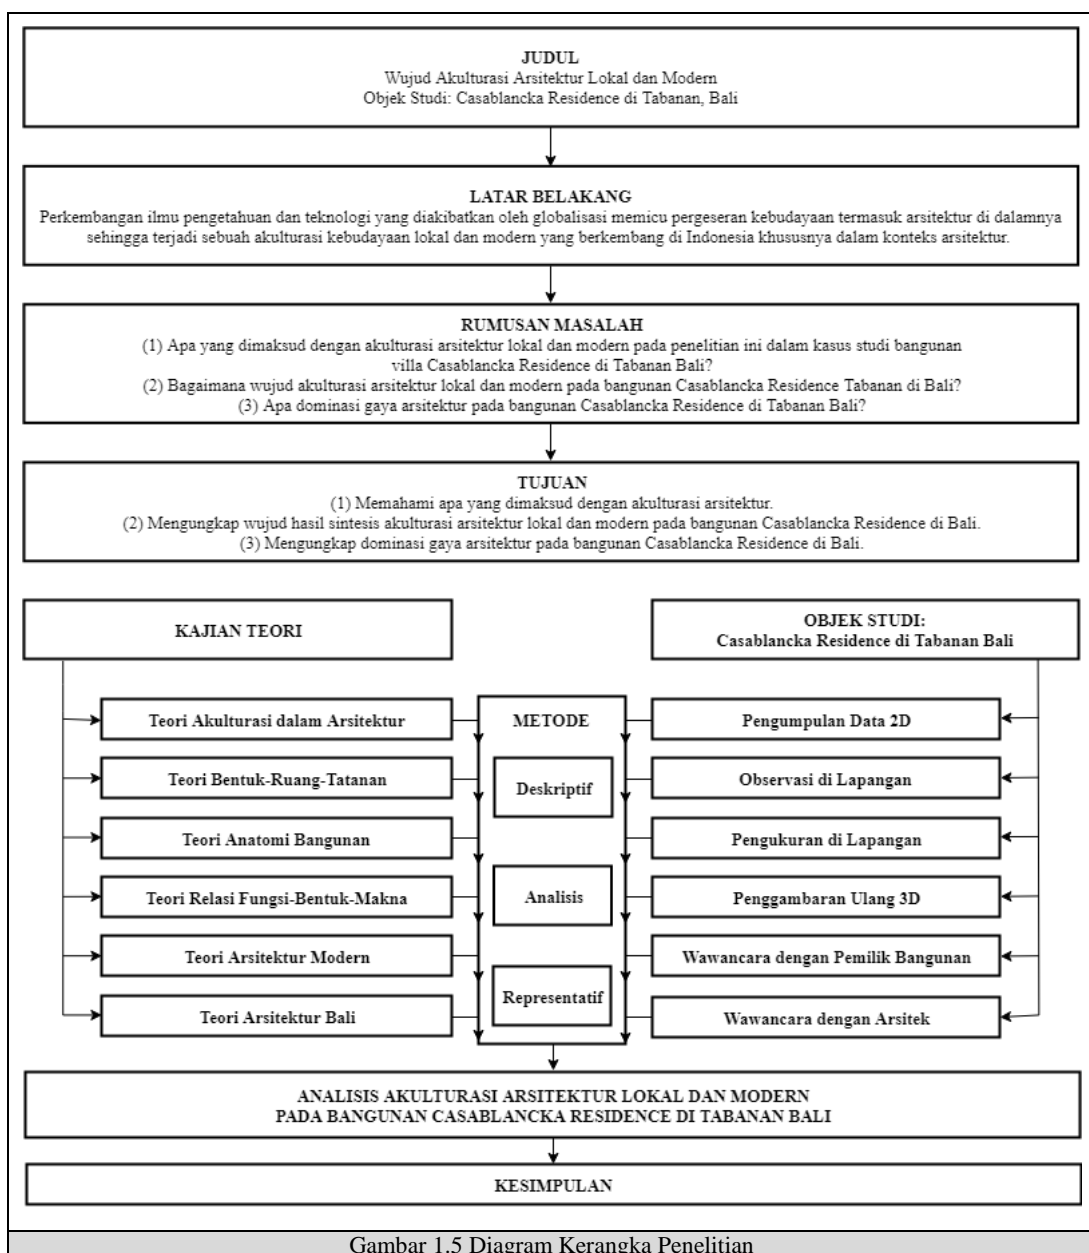 JUDUL
Wujud Akulturasi Arsitektur Lokal dan Modern
Objek Studi: Casablancka Residence di Tabanan, Bali
LATAR BELAKANG
Perkembangan ilmu pengetahuan dan teknologi yang diakibatkan oleh globalisasi memicu pergeseran kebudayaan termasuk arsitektur di dalamnya
sehingga terjadi sebuah akulturasi kebudayaan lokal dan modern yang berkembang di Indonesia khususnya dalam konteks arsitektur.
RUMUSAN MASALAH
(1) Apa yang dimaksud dengan akulturasi arsitektur lokal dan modern pada penelitian ini dalam kasus studi bangunan
villa Casablancka Residence di Tabanan Bali?
(2) Bagaimana wujud akulturasi arsitektur lokal dan modern pada bangunan Casablancka Residence Tabanan di Bali?
(3) Apa dominasi gaya arsitektur pada bangunan Casablancka Residence di Tabanan Bali?
TUJUAN
(1) Memahami apa yang dimaksud dengan akulturasi arsitektur.
(2) Mengungkap wujud hasil sintesis akulturasi arsitektur lokal dan modern pada bangunan Casablancka Residence di Bali.
(3) Mengungkap dominasi gaya arsitektur pada bangunan Casablancka Residence di Bali.
KAJIAN TEORI
Teori Akulturasi dalam Arsitektur
Teori Bentuk-Ruang-Tatanan
Teori Anatomi Bangunan
Teori Relasi Fungsi-Bentuk-Makna
Teori Arsitektur Modern
Teori Arsitektur Bali
METODE
Deskriptif
Analisis
Representatif
OBJEK STUDI:
Casablancka Residence di Tabanan Bali
Pengumpulan Data 2D
Observasi di Lapangan
Pengukuran di Lapangan
Penggambaran Ulang 3D
Wawancara dengan Pemilik Bangunan
Wawancara dengan Arsitek
ANALISIS AKULTURASI ARSITEKTUR LOKAL DAN MODERN
PADA BANGUNAN CASABLANCKA RESIDENCE DI TABANAN BALI
KESIMPULAN
Gambar 1.5 Diagram Kerangka Penelitian